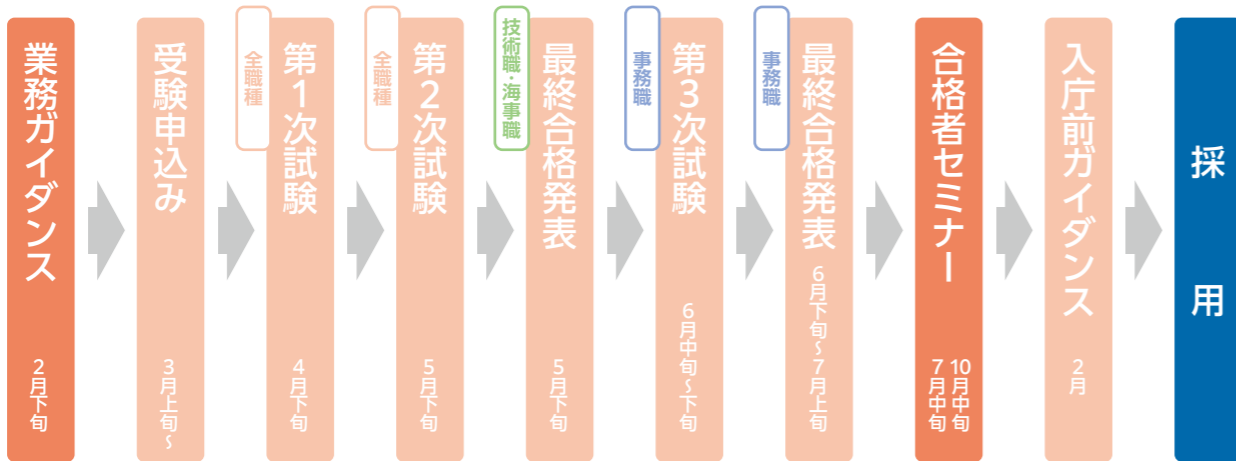 業務ガイダンス
2月下旬
受験申込み
3月上旬~
全職種
第1次試験
4月下旬
全職種
第2次試験
5月下旬
技術職・海事職
最終合格発表
5月下旬
事務職
第3次試験
6月中旬~下旬
事務職
最終合格発表
6月下旬~7月上旬
合格者セミナー
10月中旬
7月中旬
入庁前ガイダンス
2月
採用